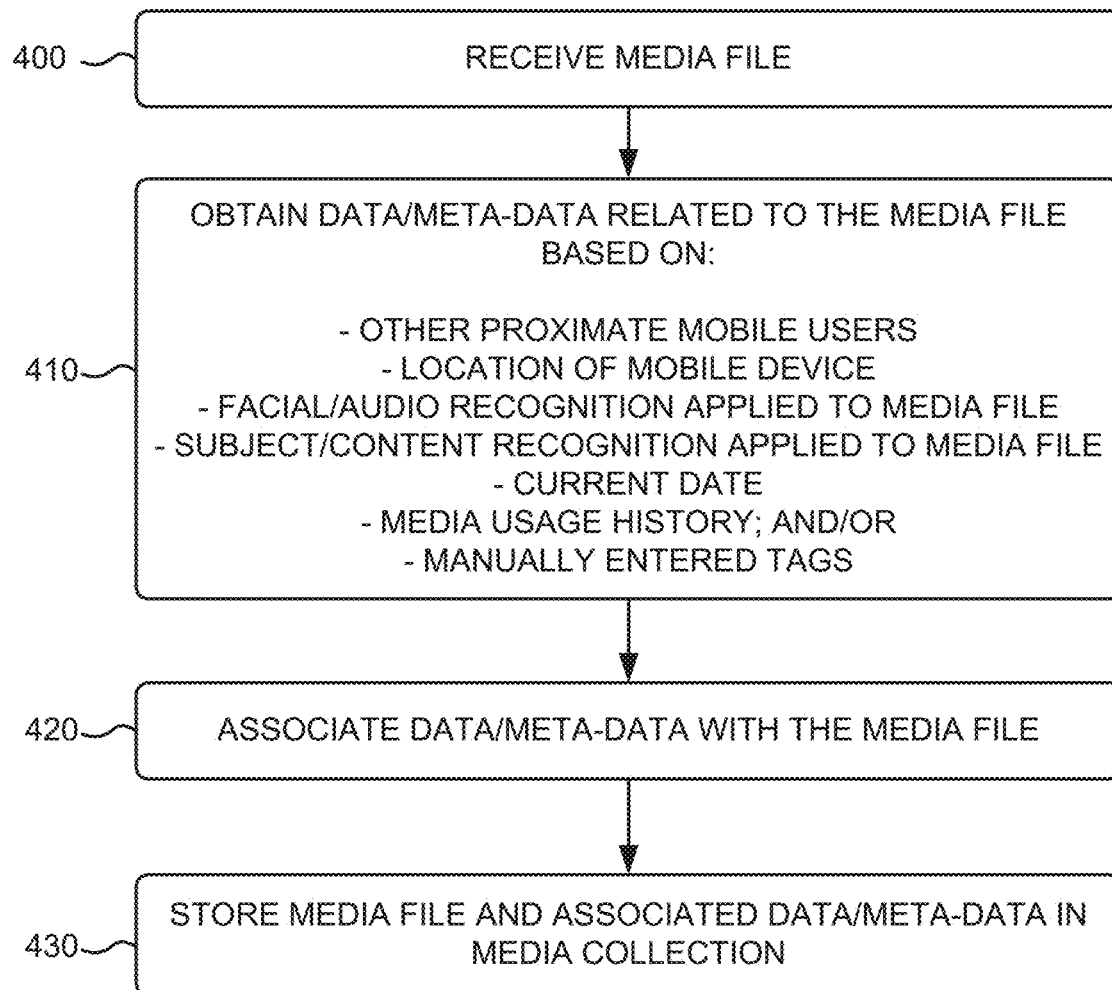 400
RECEIVE MEDIA FILE
OBTAIN DATA/META-DATA RELATED TO THE MEDIA FILE
BASED ON:
- OTHER PROXIMATE MOBILE USERS
410
- LOCATION OF MOBILE DEVICE
- FACIAL/AUDIO RECOGNITION APPLIED TO MEDIA FILE
- SUBJECT/CONTENT RECOGNITION APPLIED TO MEDIA FILE
- CURRENT DATE
- MEDIA USAGE HISTORY; AND/OR
- MANUALLY ENTERED TAGS
420
ASSOCIATE DATA/META-DATA WITH THE MEDIA FILE
430
STORE MEDIA FILE AND ASSOCIATED DATA/META-DATA IN
MEDIA COLLECTION